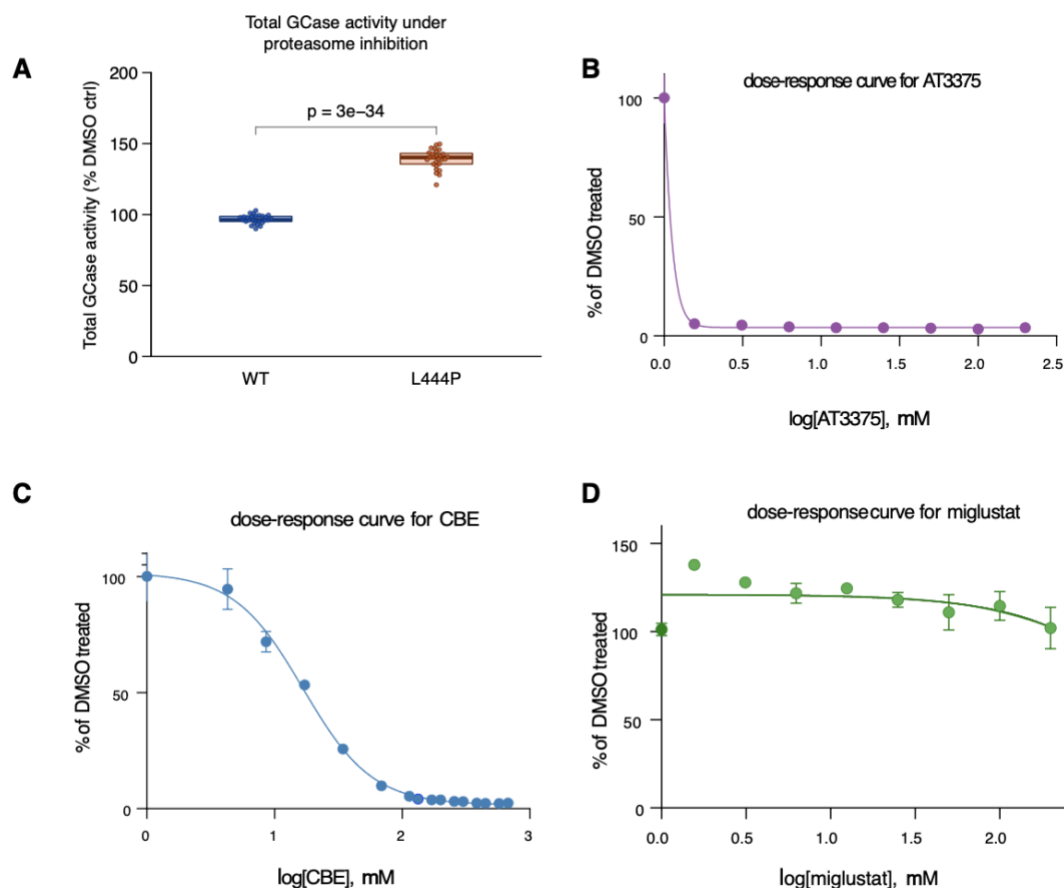 A
Total GCase activity under
proteasome inhibition
Total GCase activity (% DMSO ctrl)
200
150
100
50
0
p = 3e−34
WT
L444P
B
dose-response curve for AT3375
% of DMSO treated
100
50
0
0.0 0.5 1.0 1.5 2.0 2.5
log[AT3375], mM
C
dose-response curve for CBE
% of DMSO treated
100
50
0
0 1 2 3
log[CBE], mM
D
dose-response curve for miglustat
% of DMSO treated
150
100
50
0
0.0 0.5 1.0 1.5 2.0
log[miglustat], mM